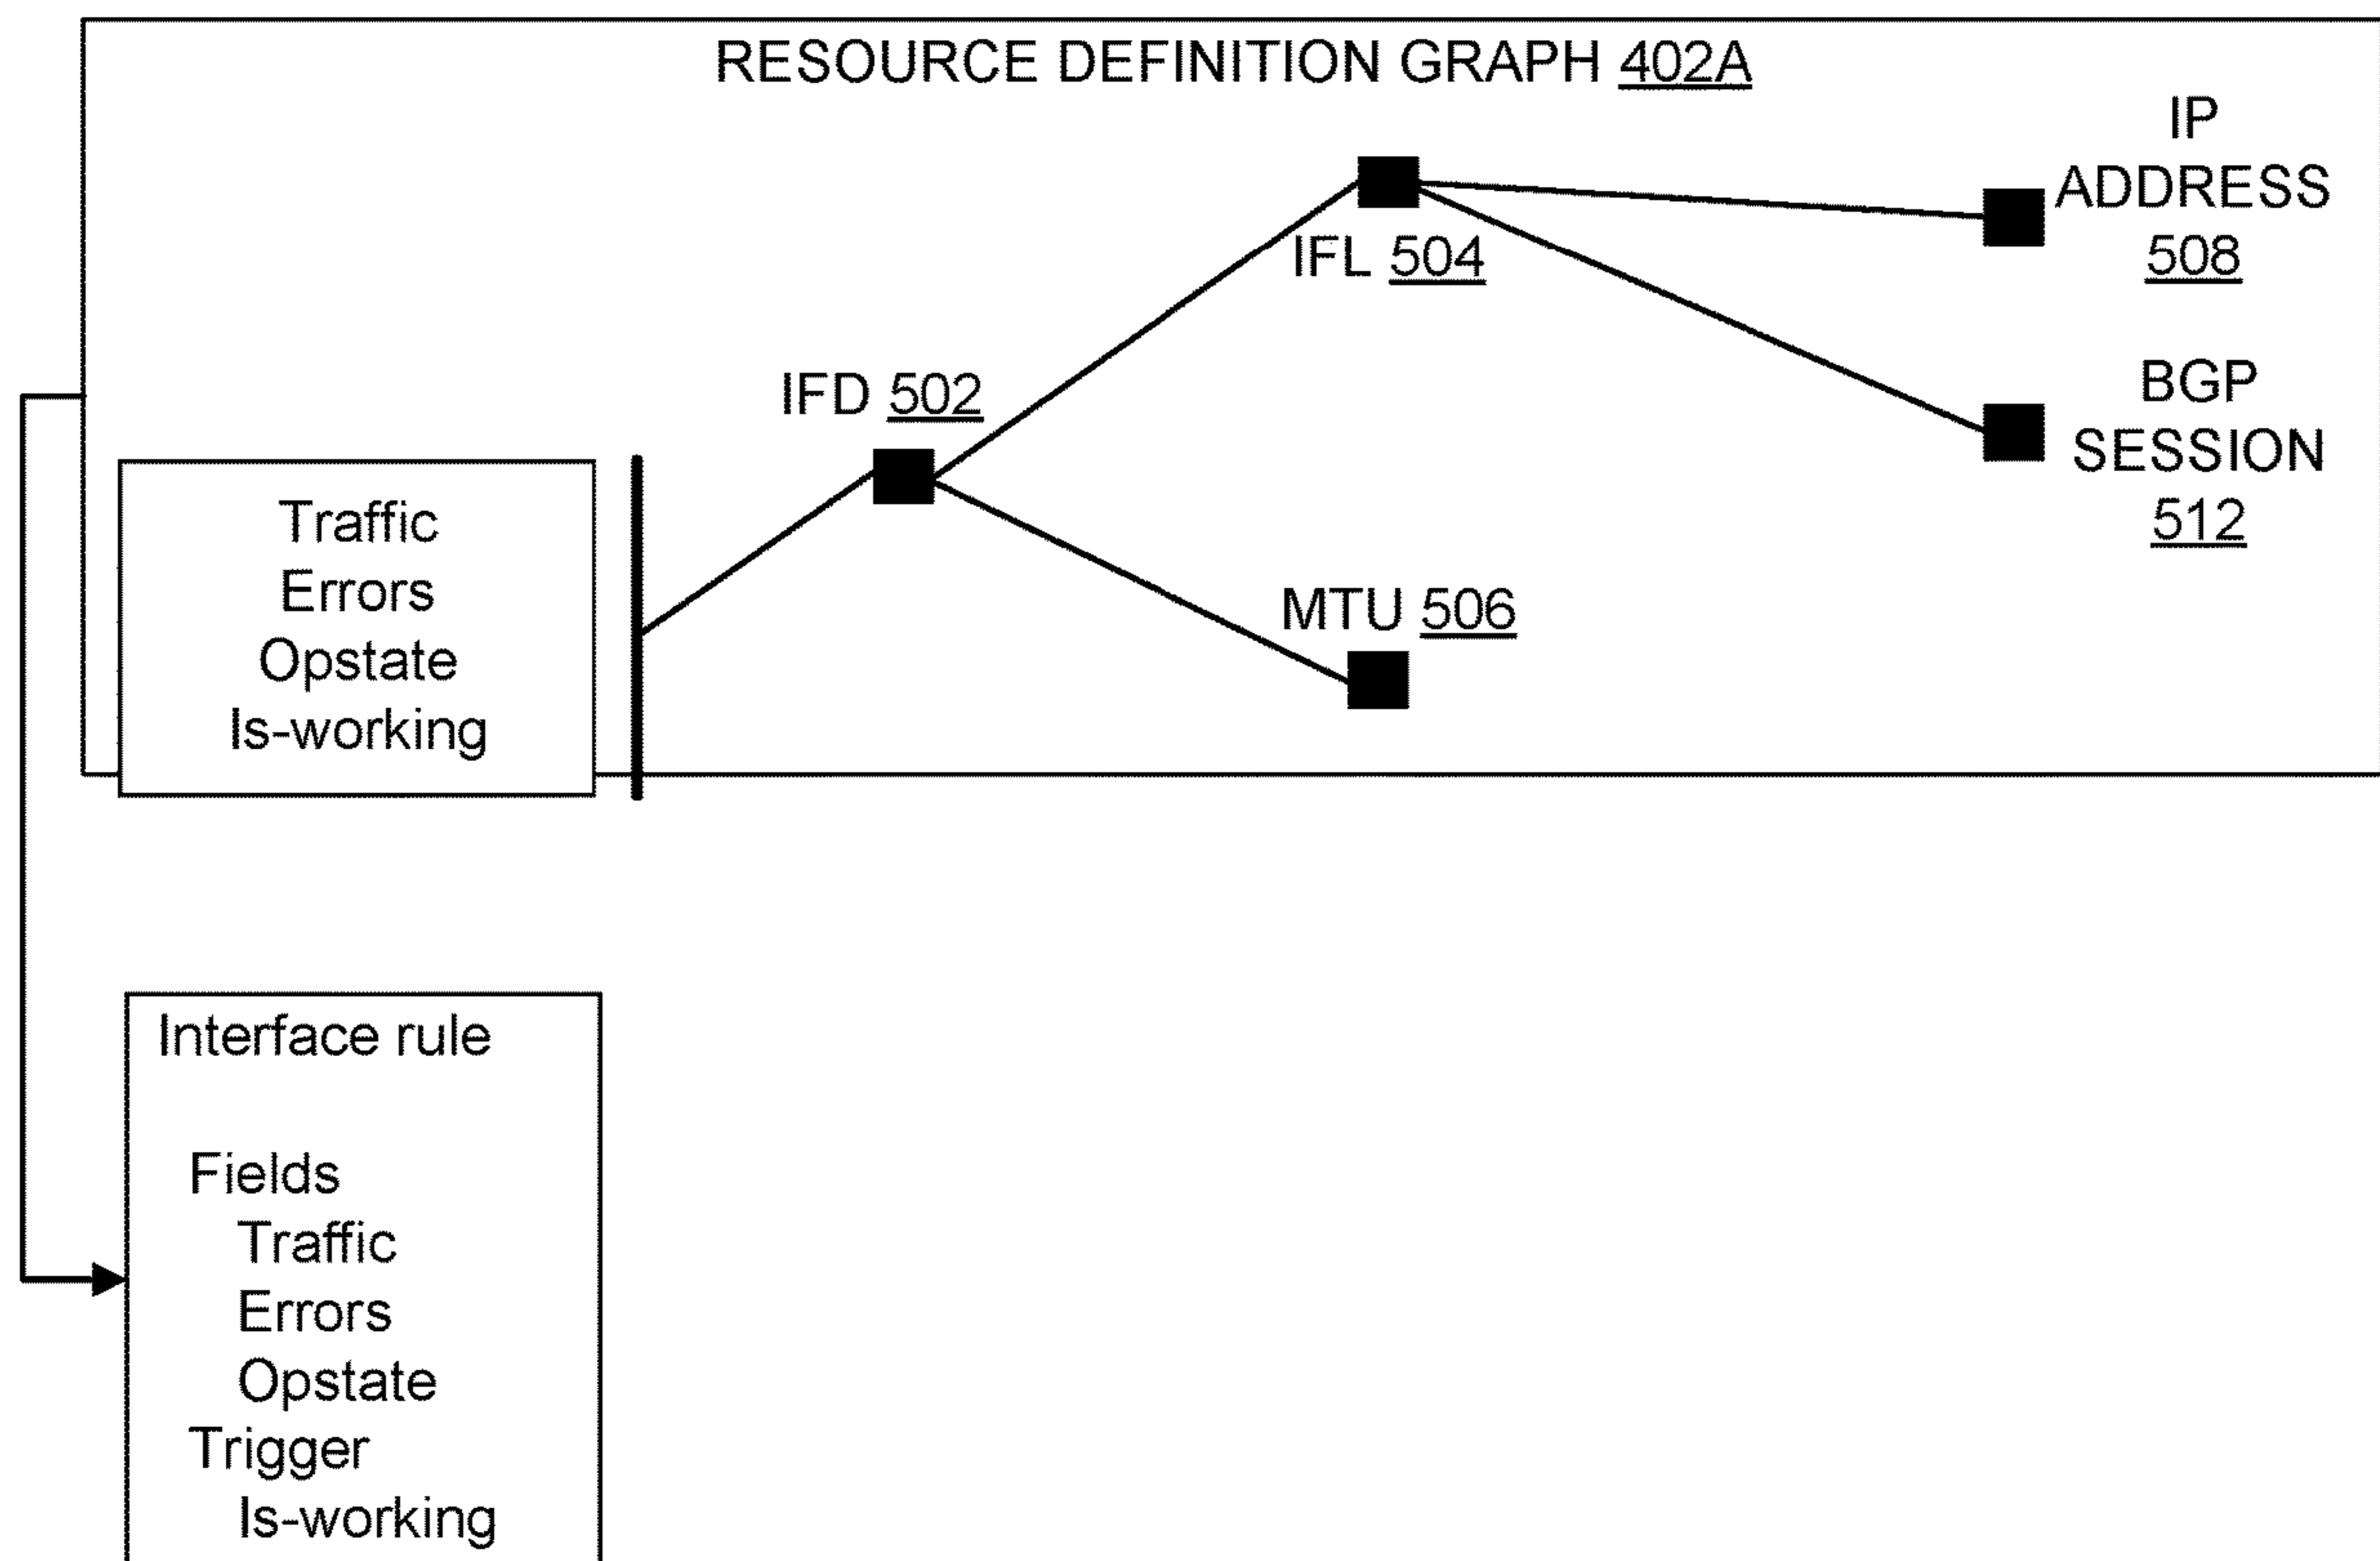 RESOURCE DEFINITION GRAPH 402A
IP
ADDRESS
508
IFL 504
IFD 502
BGP
SESSION
512
Traffic
Errors
Opstate
Is-working
MTU 506
Interface rule
Fields
Traffic
Errors
Opstate
Trigger
Is-working